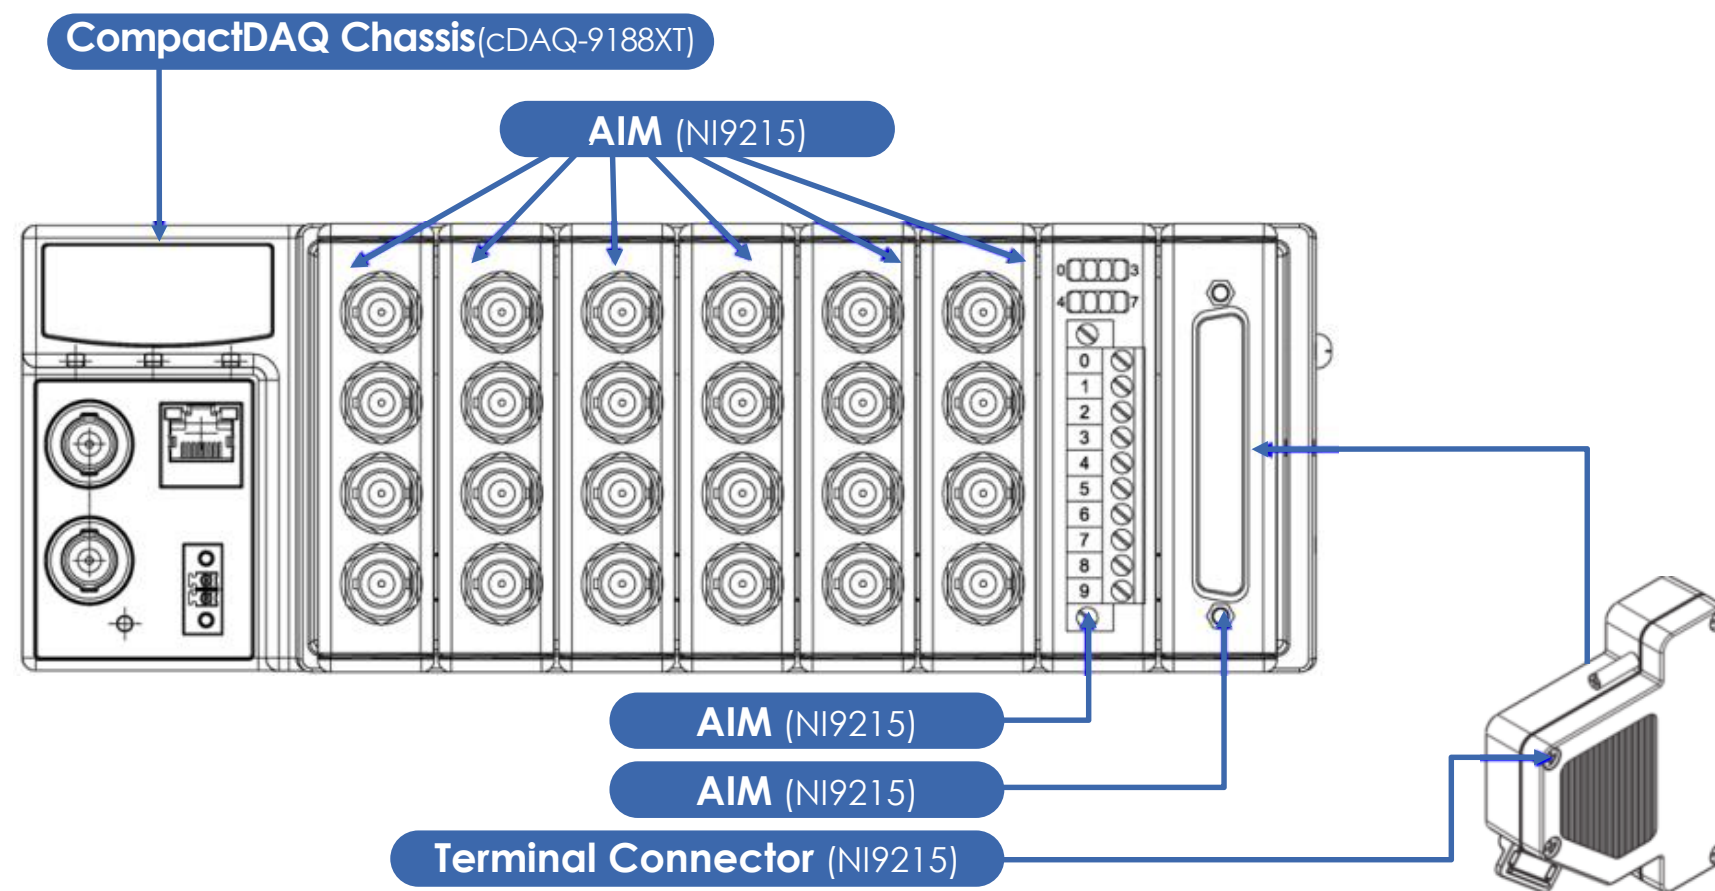 CompactDAQ Chassis(cDAQ-9188XT)
AIM (NI9215)
0 3
4 7
0
1
2
3
4
5
6
7
8
9
AIM (NI9215)
AIM (NI9215)
Terminal Connector (NI9215)